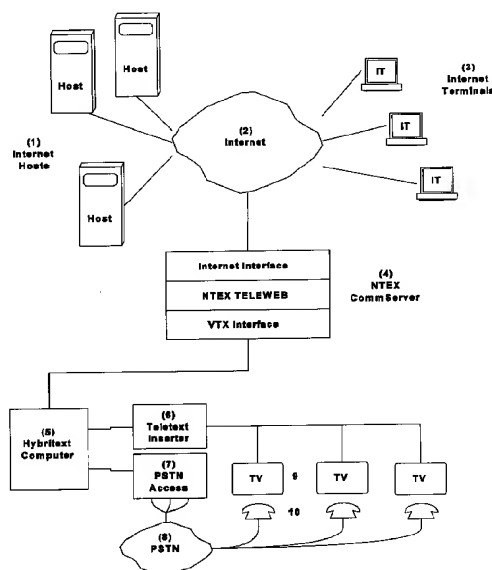 Host
Host
IT
(3)
Internet
Terminals
(1)
Internet
Hosts
(2)
Internet
IT
Host
IT
Internet Interface
NTEX TELEWEB
VTX Interface
(4)
NTEX
CommServer
(5)
Hybritext
Computer
(6)
Teletext
Inserter
(7)
PSTN
Access
TV
9
TV
TV
10
(8)
PSTN